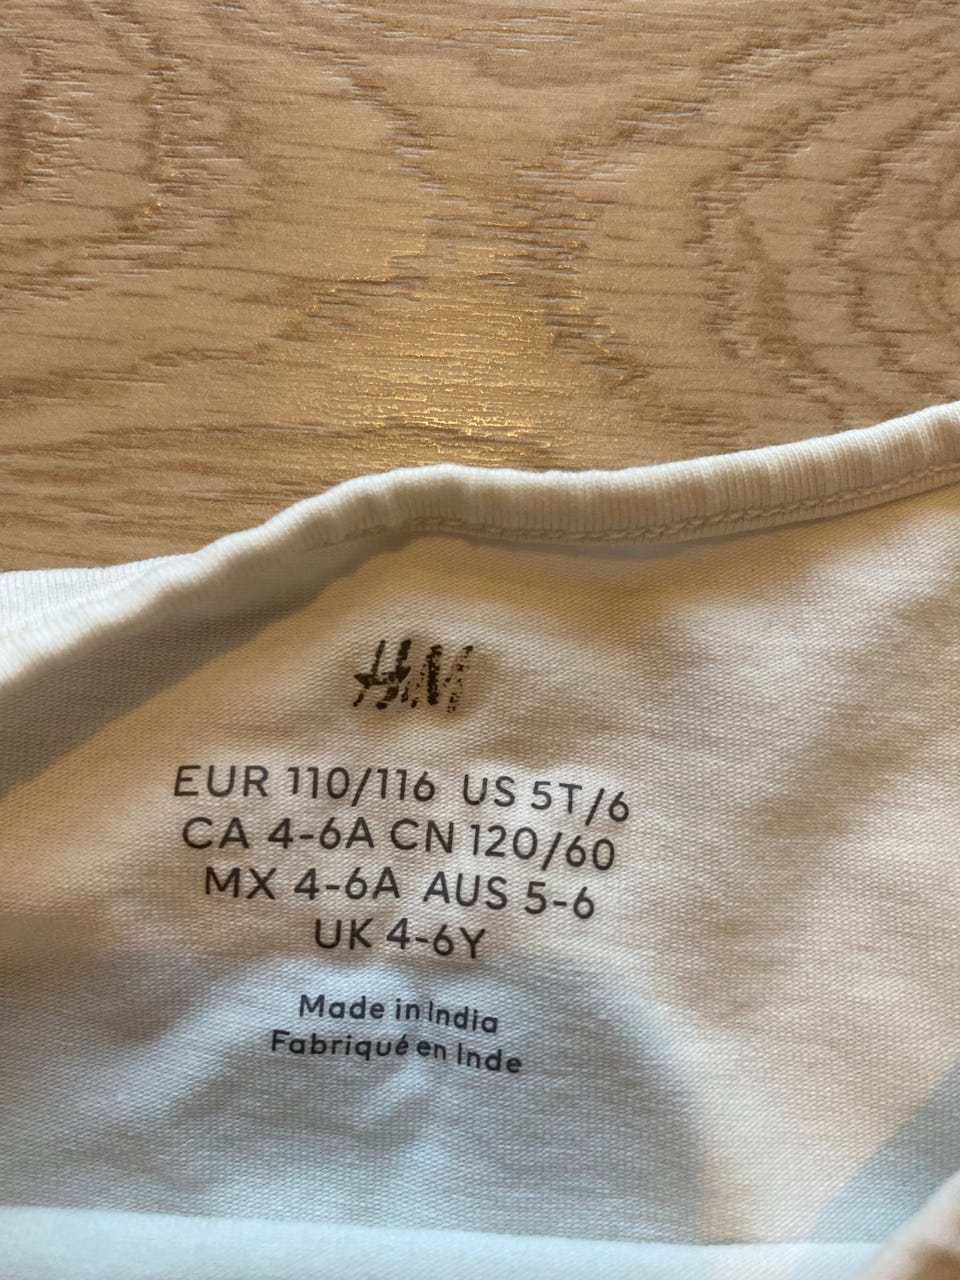 H&M
EUR 110/116 US 5T/6
CA 4-6A CN 120/60
MX 4-6A AUS 5-6
UK 4-6Y
Made in India
Fabriqué en Inde